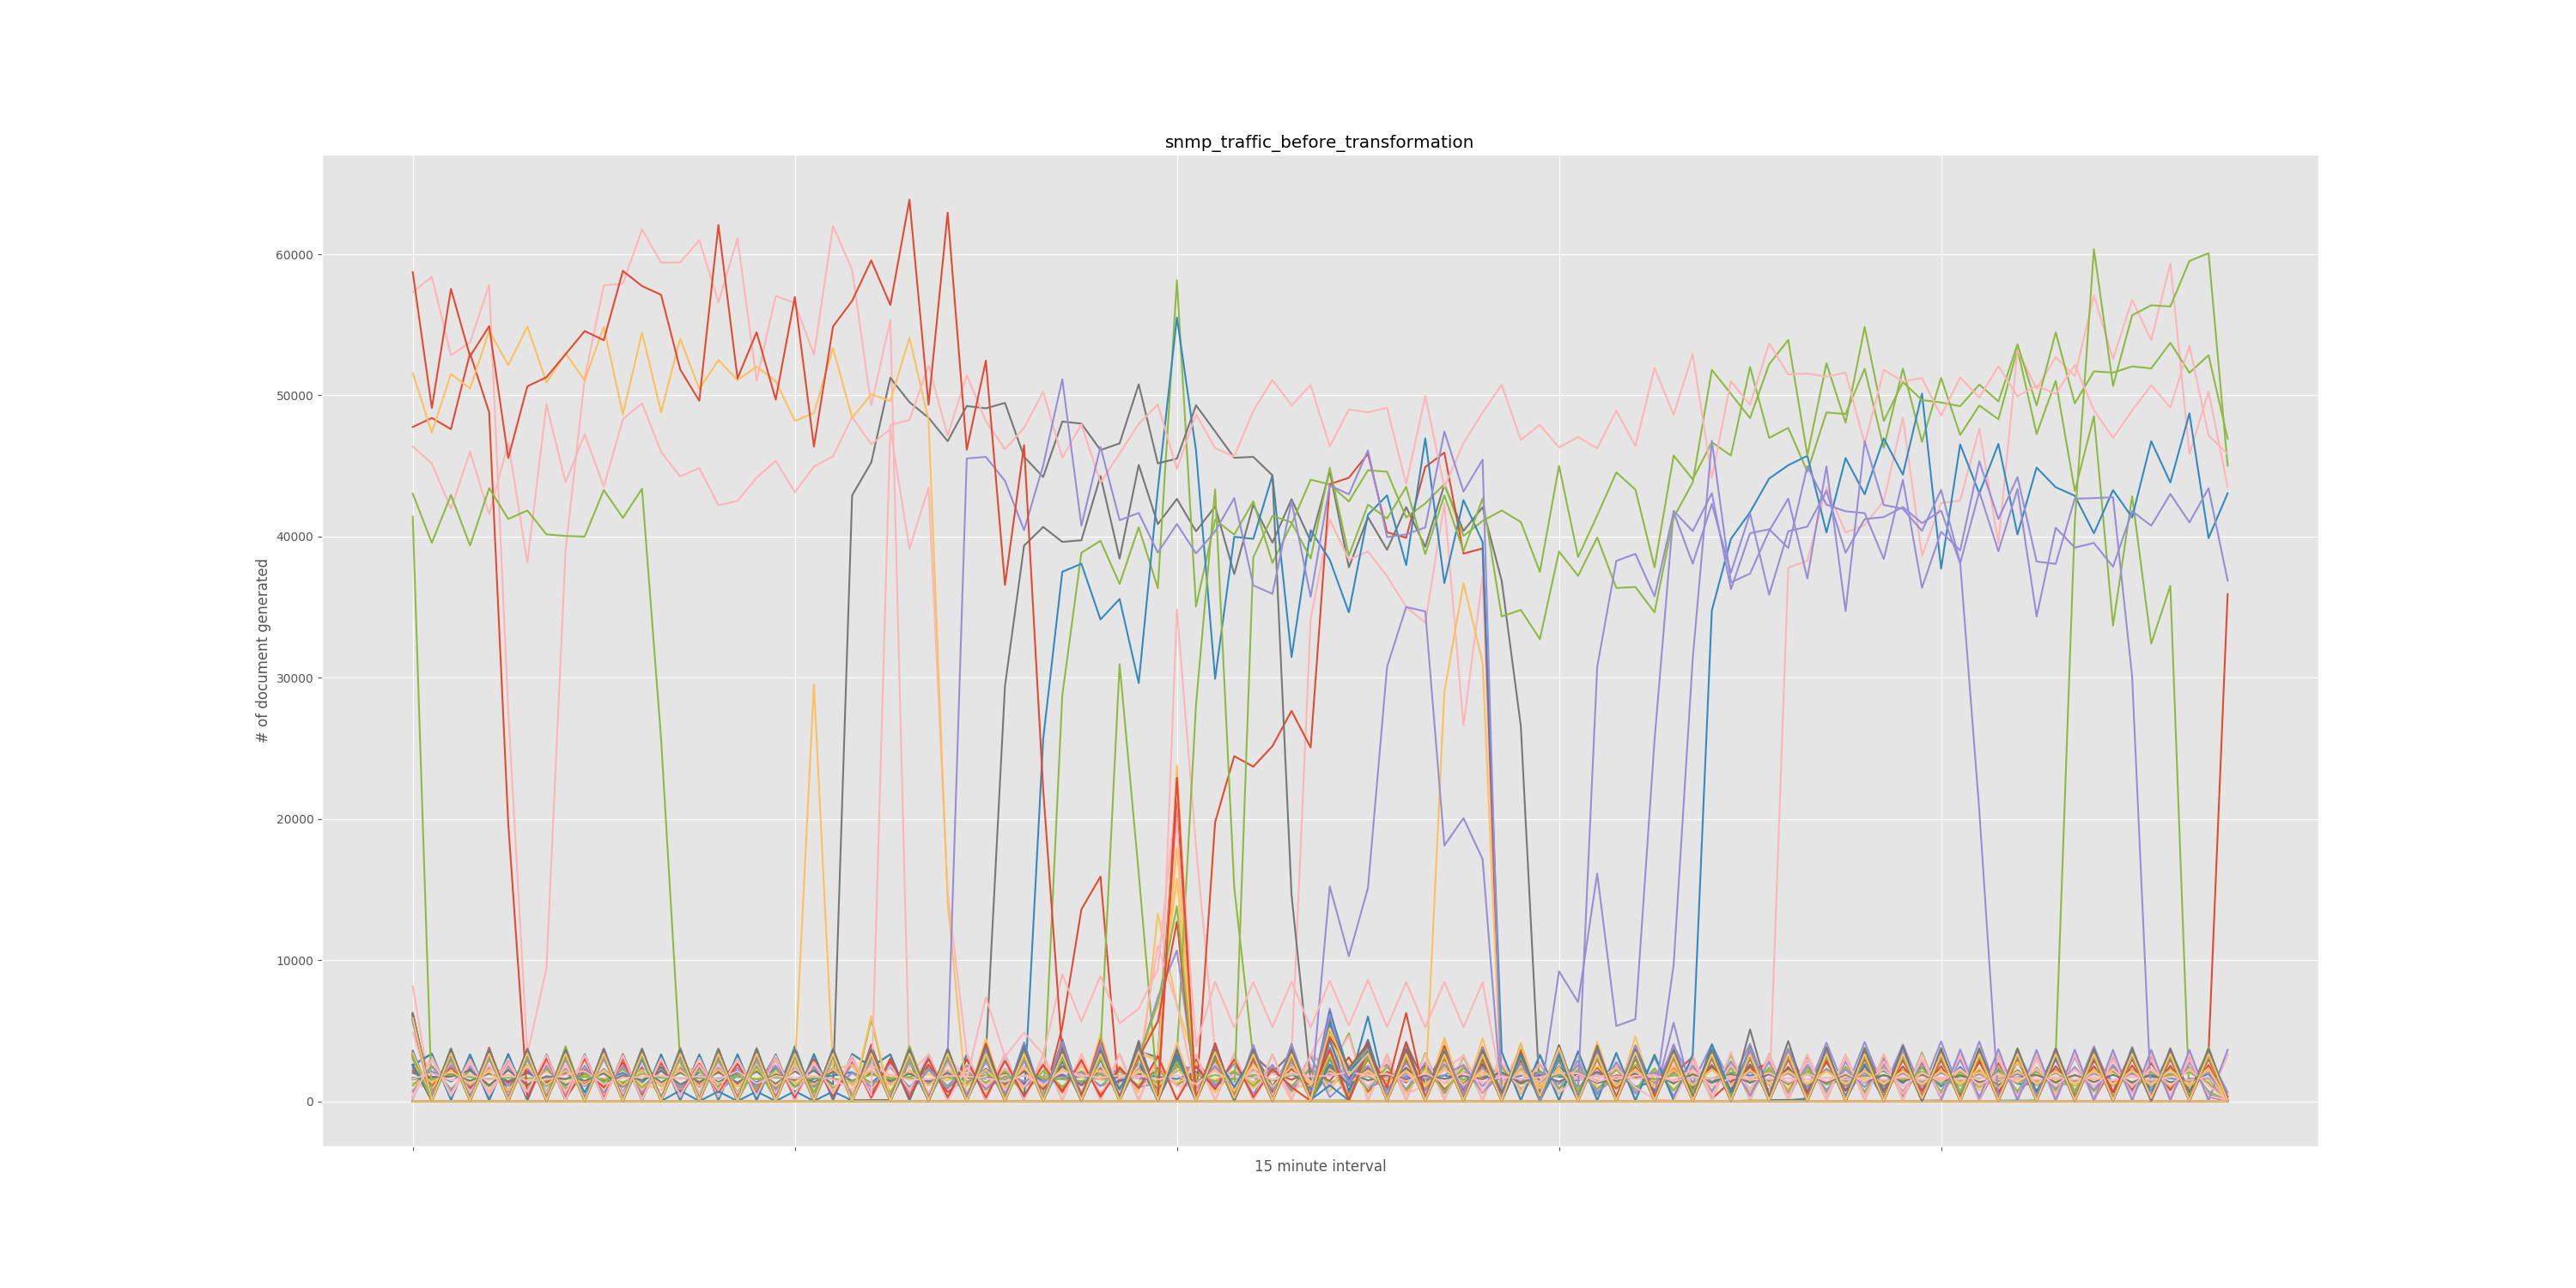 snmp_traffic_before_transformation
60000
50000
40000
30000
20000
10000
0
# of document generated
15 minute interval